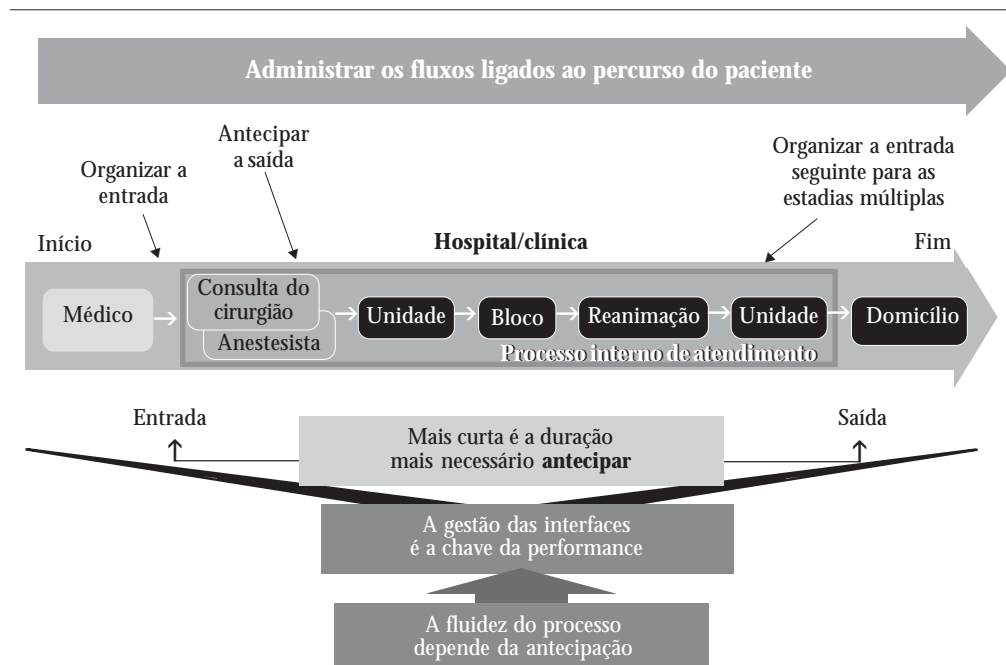 Administrar os fluxos ligados ao percurso do paciente
Antecipar
a saída
Organizar a
entrada
Organizar a entrada
seguinte para as
estadias múltiplas
Início
Hospital/clínica
Fim
Médico
Consulta do
cirurgião
Anestesista
Unidade
Bloco
Reanimação
Unidade
Domicílio
Processo interno de atendimento
Entrada
Saída
Mais curta é a duração
mais necessário antecipar
A gestão das interfaces
é a chave da performance
A fluidez do processo
depende da antecipação